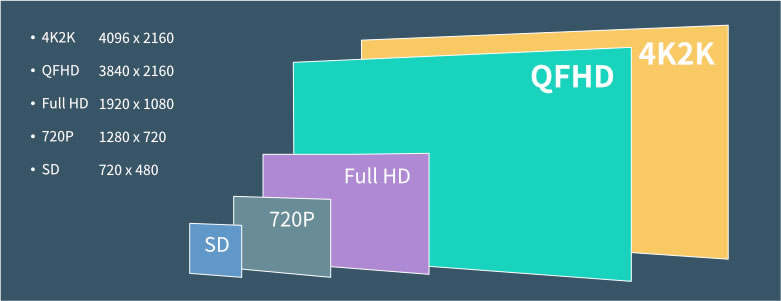 • 4K2K 4096 x 2160
• QFHD 3840 x 2160
• Full HD 1920 x 1080
• 720P 1280 x 720
• SD 720 x 480
4K2K
QFHD
Full HD
720P
SD